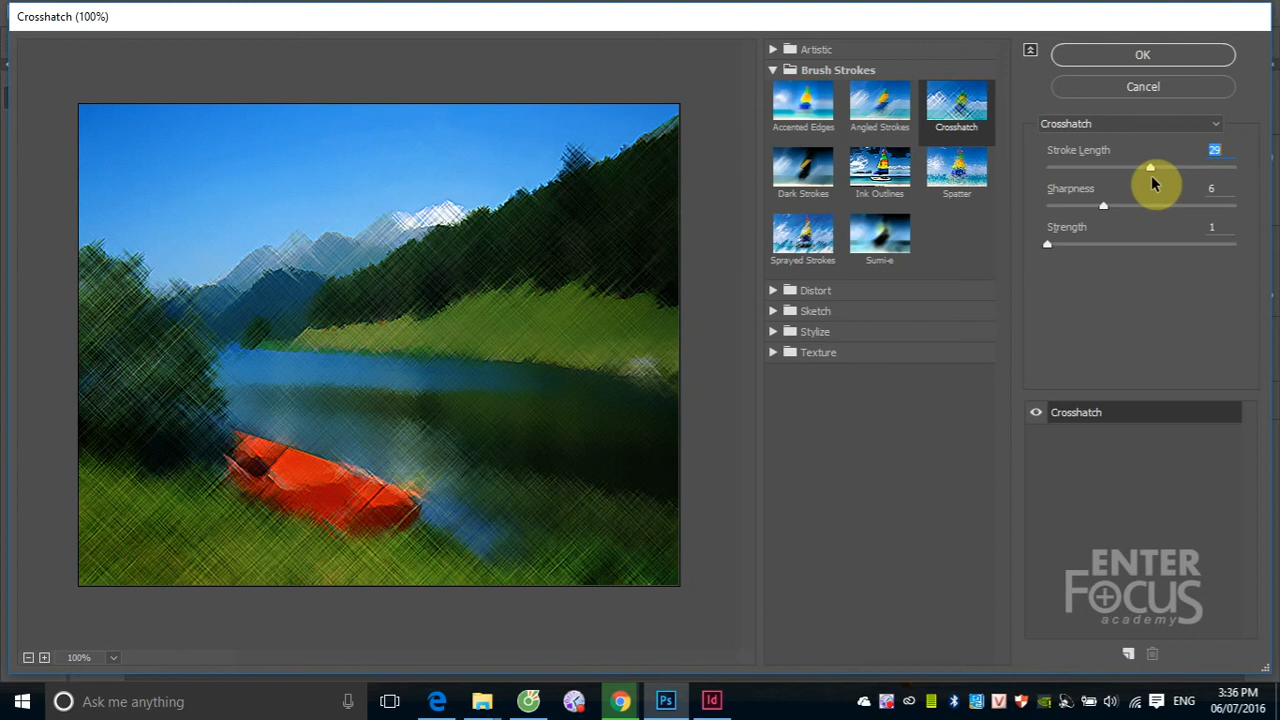 Crosshatch (100%)
Artistic
Brush Strokes
Accented Edges
Angled Strokes
Crosshatch
Dark Strokes
Ink Outlines
Spatter
Sprayed Strokes
Sumi-e
Distort
Sketch
Stylize
Texture
OK
Cancel
Crosshatch
Stroke Length 29
Sharpness 6
Strength 1
Crosshatch
ENTER
FOCUS
academy
100%
Ask me anything
Ps
Id
ENG
3:36 PM
06/07/2016